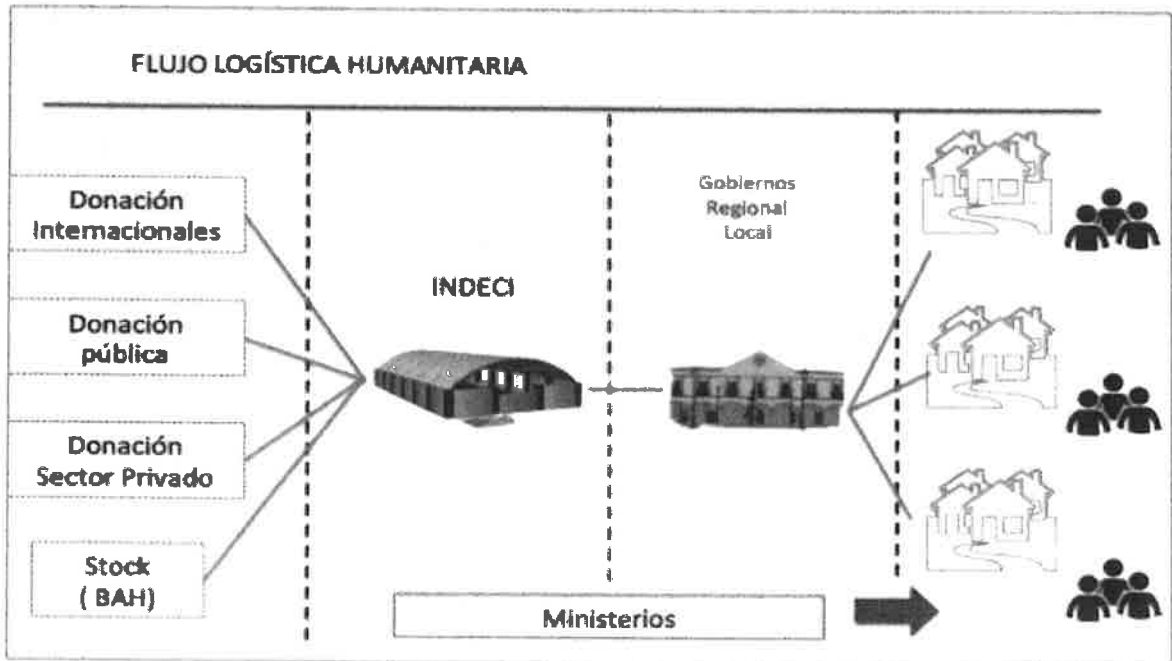 FLUJO LOGÍSTICA HUMANITARIA
Donación
Internacionales
Donación
pública
Donación
Sector Privado
Stock
( BAH)
INDECI
Gobiernos
Regional
Local
Ministerios